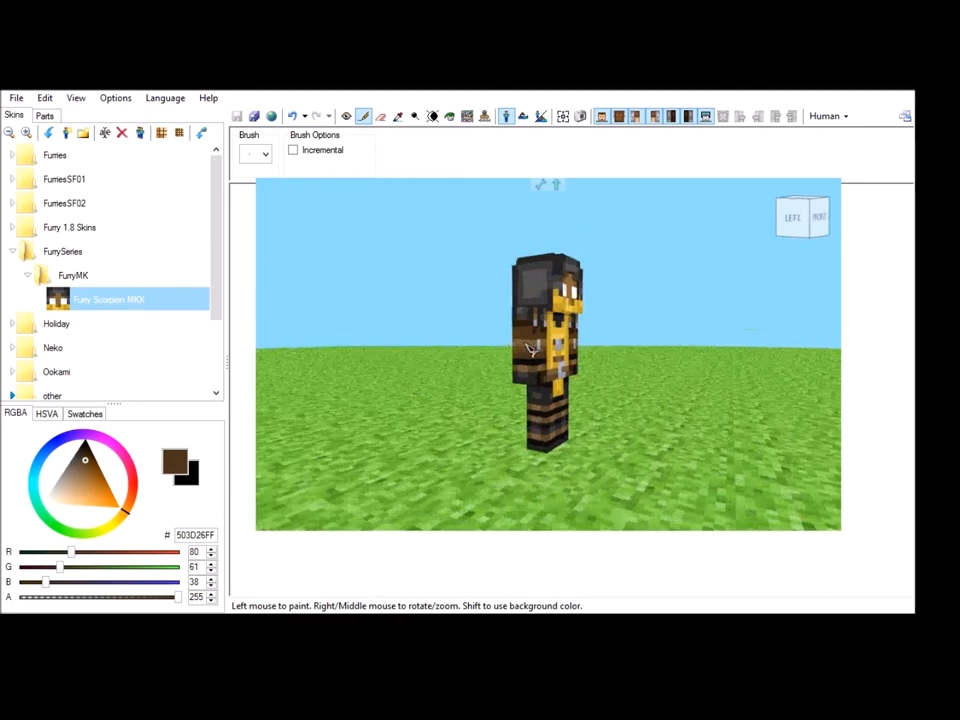 File Edit View Options Language Help
Skins Parts
Human
Brush
Brush Options
Incremental
Furries
FurriesSF01
FurriesSF02
Furry 1.8 Skins
FurrySeries
FurryMK
Furry Scorpion MKX
Holiday
Neko
Ookami
other
LEFT
FRONT
RGBA HSVA Swatches
# 503D26FF
R 80
G 61
B 38
A 255
Left mouse to paint. Right/Middle mouse to rotate/zoom. Shift to use background color.